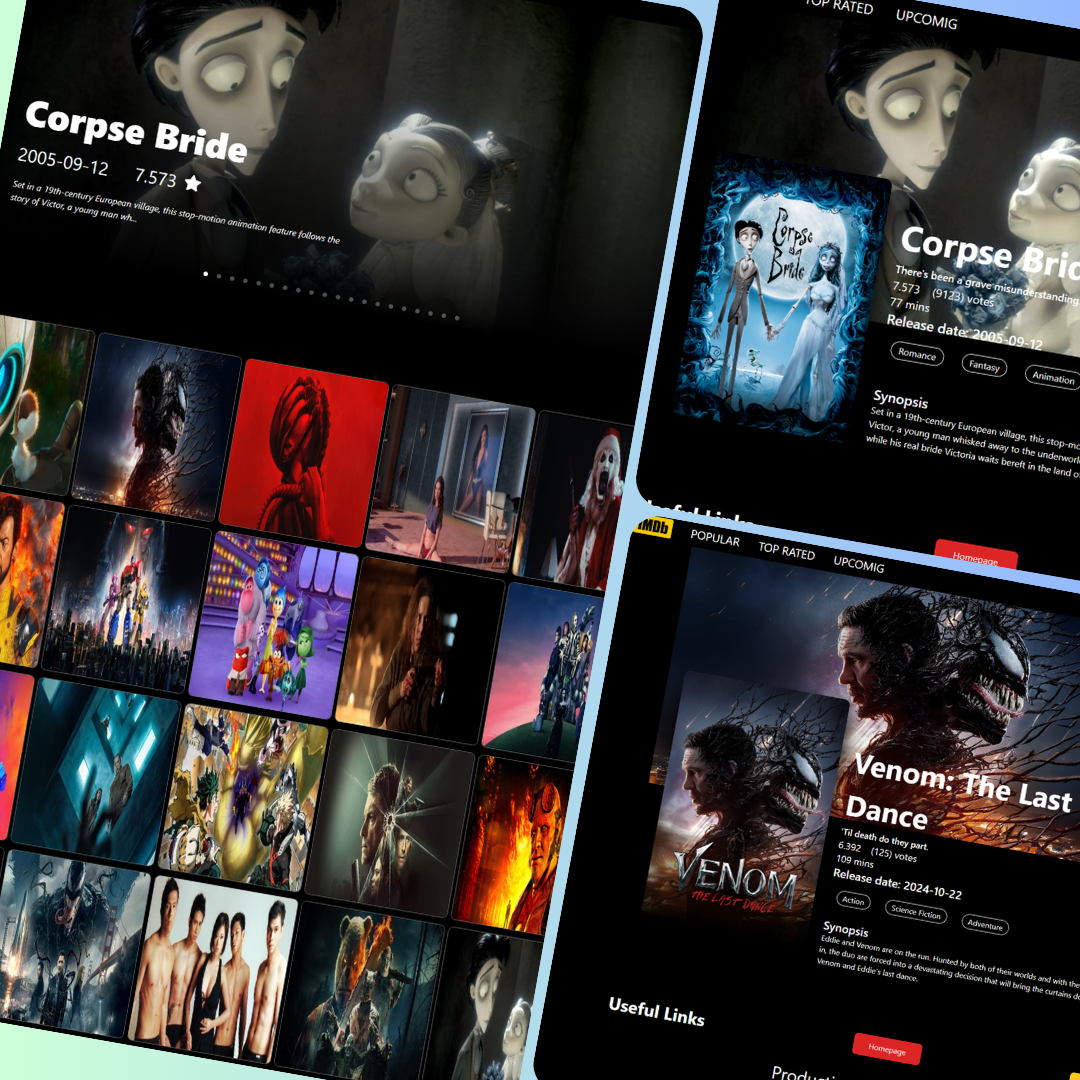 Corpse Bride
2005-09-12 7.573
Set in a 19th-century European village, this stop-motion animation feature follows the
story of Victor, a young man wh...
TOP RATED UPCOMIG
Corpse
Bride
Corpse Brid
There's been a grave misunderstanding.
7.573 (9123) votes
77 mins
Release date: 2005-09-12
Romance Fantasy Animation
Synopsis
Set in a 19th-century European village, this stop-mo
Victor, a young man whisked away to the underworl
while his real bride Victoria waits bereft in the land o
Useful Links
Homepage
IMDb POPULAR TOP RATED UPCOMIG
VENOM
THE LAST DANCE
Venom: The Last
Dance
'Til death do they part.
6.392 (125) votes
109 mins
Release date: 2024-10-22
Action Science Fiction Adventure
Synopsis
Eddie and Venom are on the run. Hunted by both of their worlds and with the
in, the duo are forced into a devastating decision that will bring the curtains d
Venom and Eddie's last dance.
Useful Links
Homepage
Producti